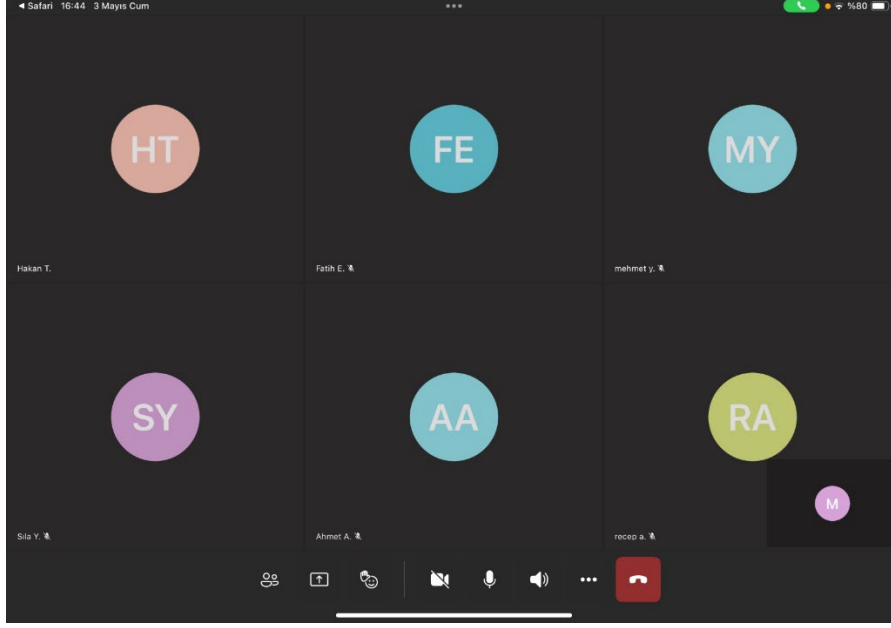 Safari 16:44 3 Mayıs Cum %80
HT
FE
MY
Hakan T.
Fatih E.
mehmet y.
SY
AA
RA
M
Sıla Y.
Ahmet A.
recep a.